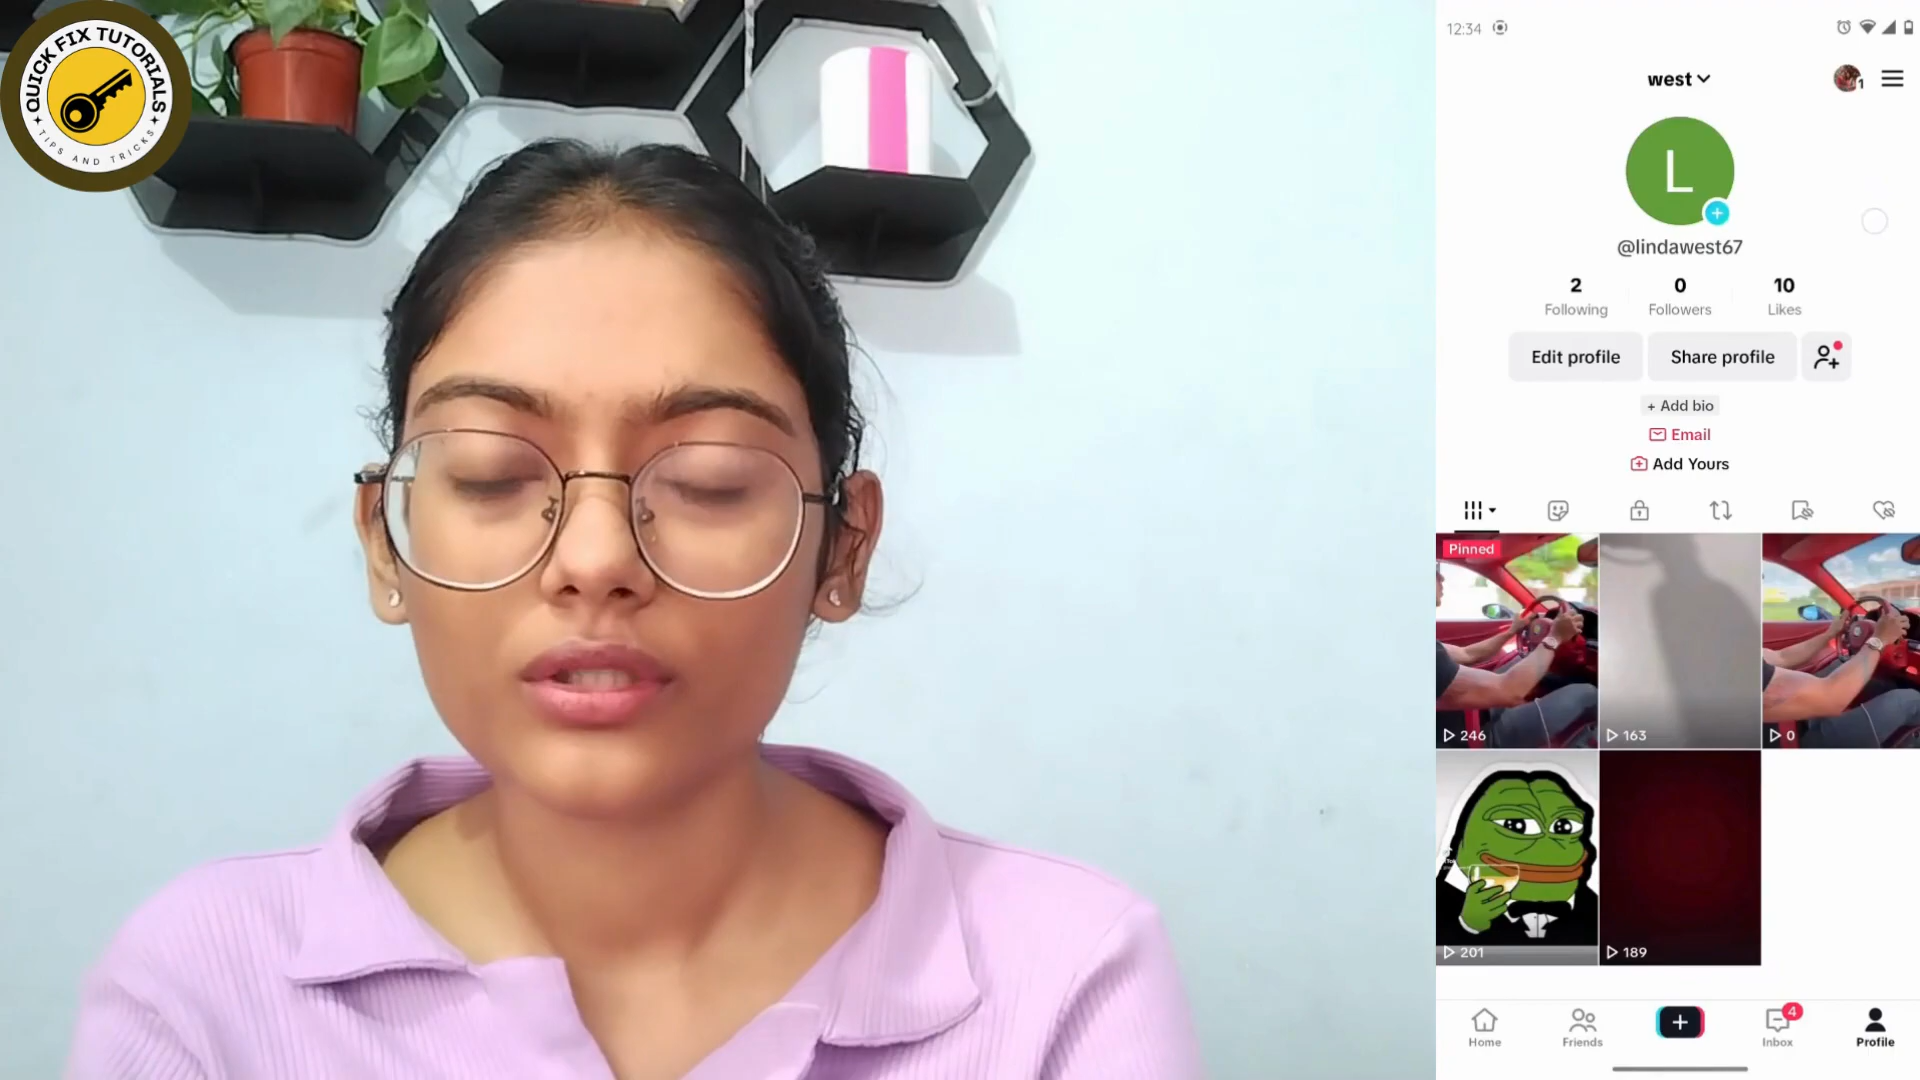 QUICK FIX TUTORIALS
TIPS AND TRICKS
12:34
west
1
L
@lindawest67
2
0
10
Following
Followers
Likes
Edit profile
Share profile
+ Add bio
Email
Add Yours
Pinned
246
163
0
201
189
4
Home
Friends
Inbox
Profile